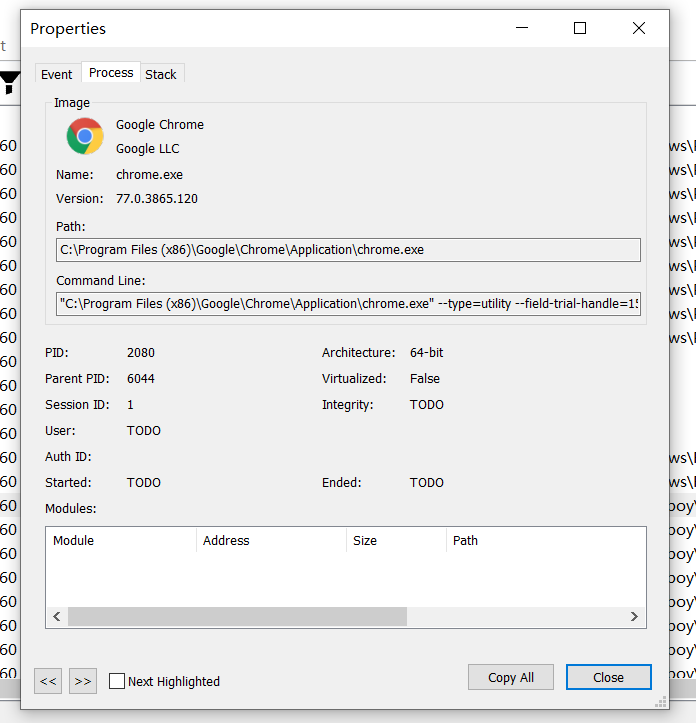 Properties
Event Process Stack
Image
Google Chrome
Google LLC
Name: chrome.exe
Version: 77.0.3865.120
Path:
C:\Program Files (x86)\Google\Chrome\Application\chrome.exe
Command Line:
"C:\Program Files (x86)\Google\Chrome\Application\chrome.exe" --type=utility --field-trial-handle=15
PID: 2080 Architecture: 64-bit
Parent PID: 6044 Virtualized: False
Session ID: 1 Integrity: TODO
User: TODO
Auth ID:
Started: TODO Ended: TODO
Modules:
Module Address Size Path
<< >> Next Highlighted Copy All Close